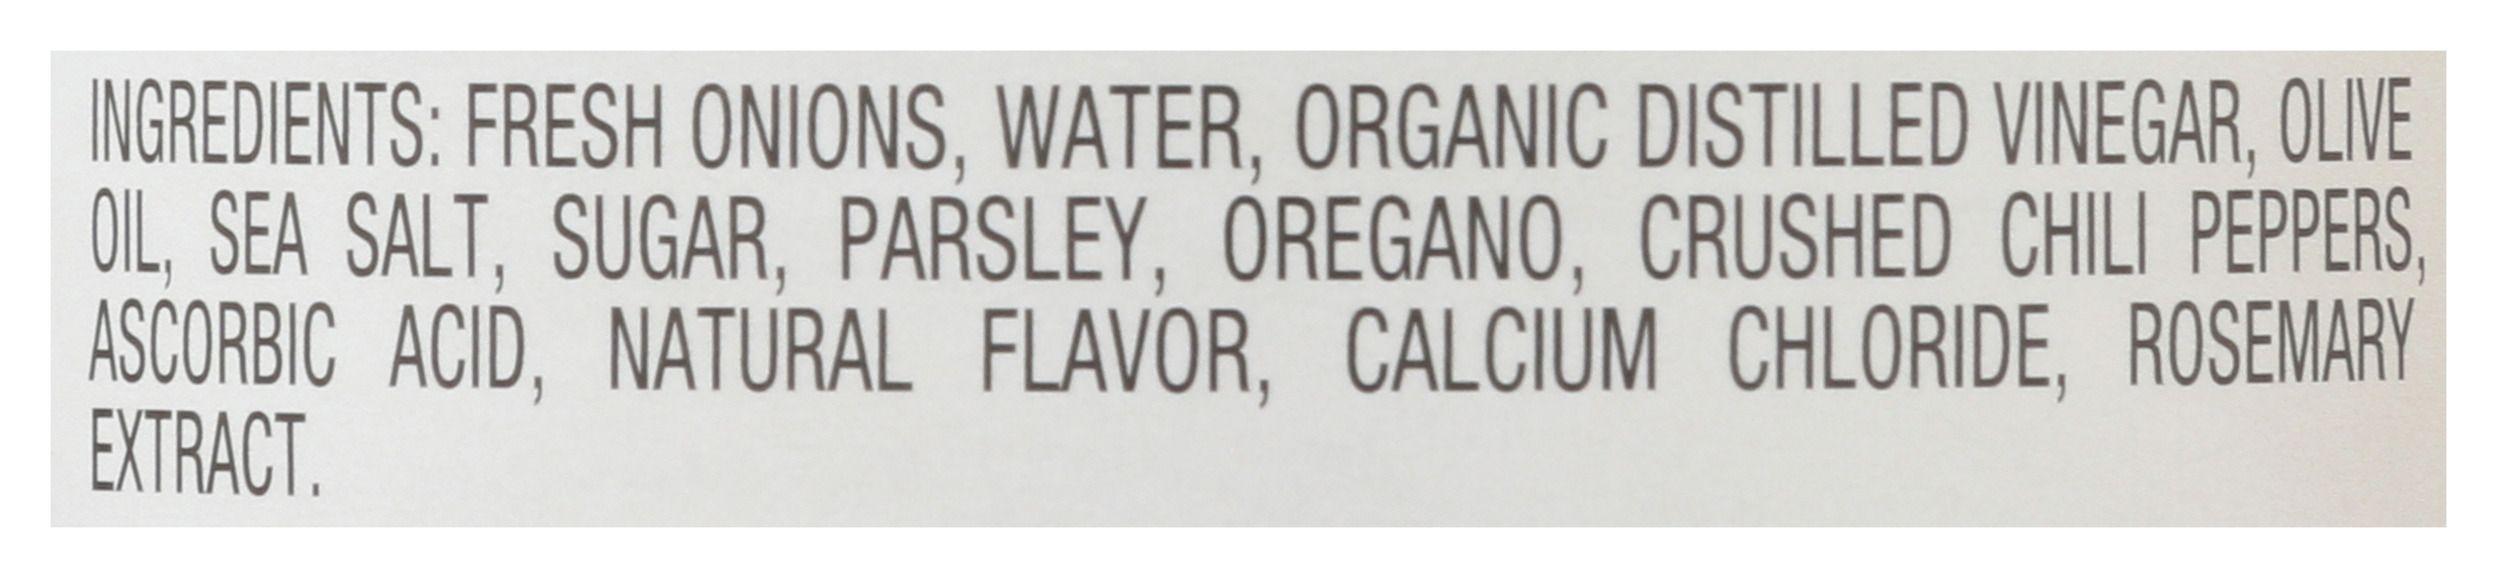 INGREDIENTS: FRESH ONIONS, WATER, ORGANIC DISTILLED VINEGAR, OLIVE
OIL, SEA SALT, SUGAR, PARSLEY, OREGANO, CRUSHED CHILI PEPPERS,
ASCORBIC ACID, NATURAL FLAVOR, CALCIUM CHLORIDE, ROSEMARY
EXTRACT.